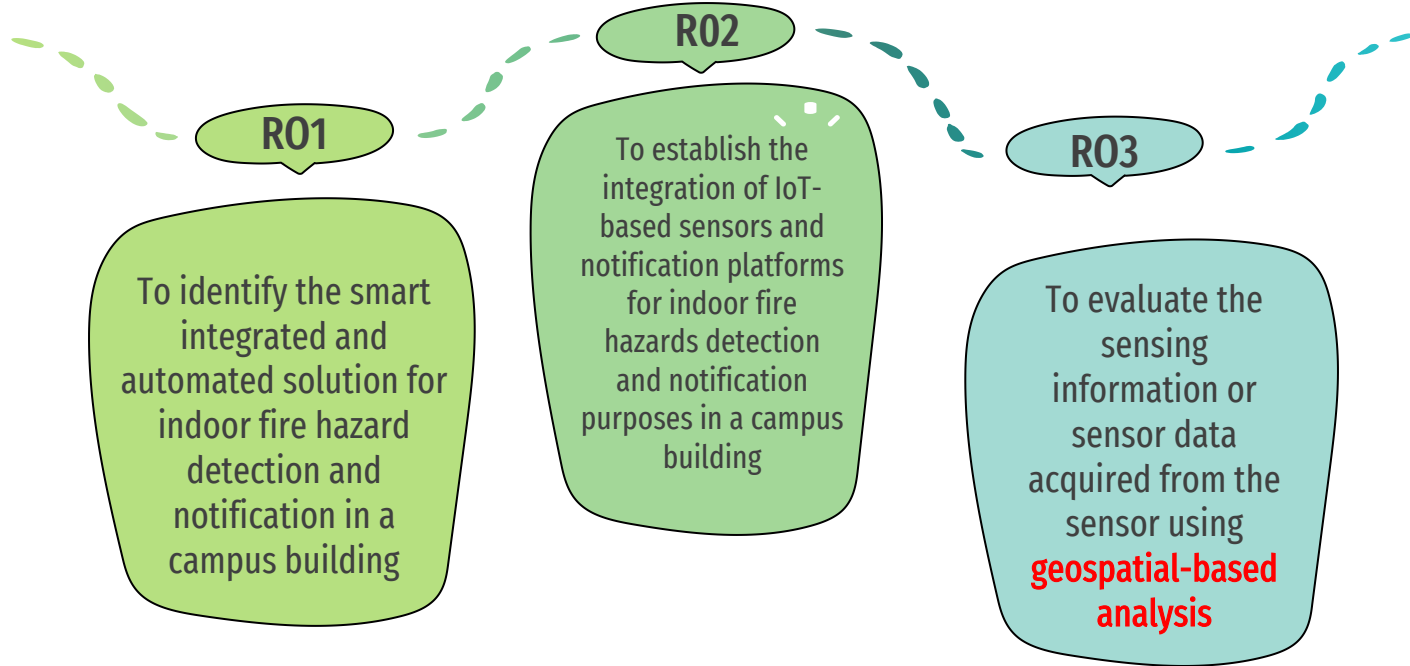 RO1
To identify the smart
integrated and
automated solution for
indoor fire hazard
detection and
notification in a
campus building
RO2
To establish the
integration of IoT-
based sensors and
notification platforms
for indoor fire
hazards detection
and notification
purposes in a campus
building
RO3
To evaluate the
sensing
information or
sensor data
acquired from the
sensor using
geospatial-based
analysis